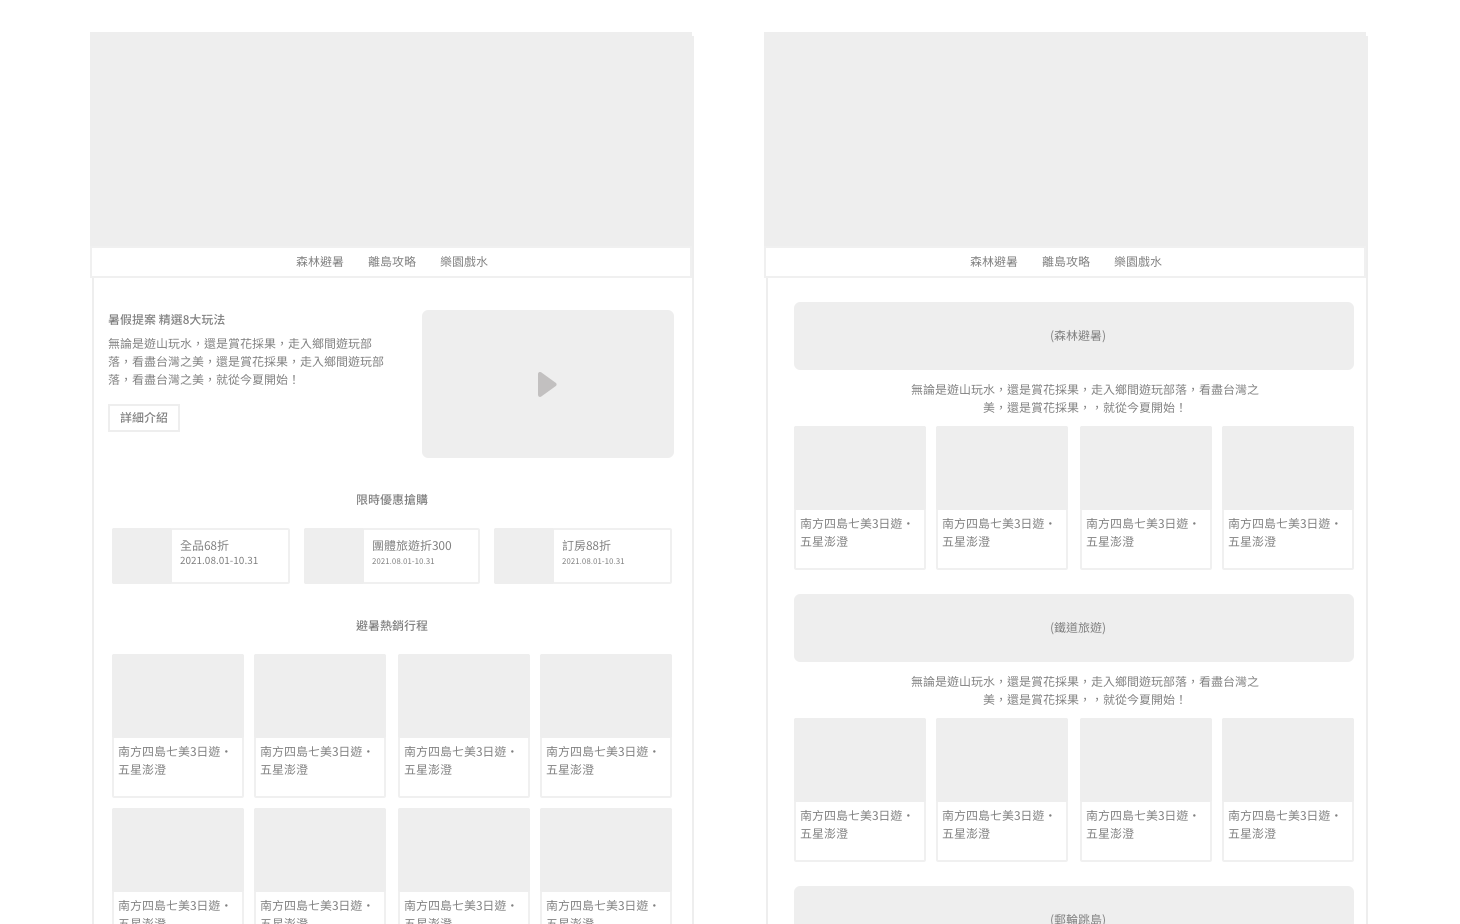 森林避暑 離島攻略 樂園戲水
暑假提案 精選8大玩法
無論是遊山玩水，還是賞花採果，走入鄉間遊玩部
落，看盡台灣之美，還是賞花採果，走入鄉間遊玩部
落，看盡台灣之美，就從今夏開始！
詳細介紹
限時優惠搶購
全品68折
2021.08.01-10.31
團體旅遊折300
2021.08.01-10.31
訂房88折
2021.08.01-10.31
避暑熱銷行程
南方四島七美3日遊・
五星澎澄
南方四島七美3日遊・
五星澎澄
南方四島七美3日遊・
五星澎澄
南方四島七美3日遊・
五星澎澄
南方四島七美3日遊・
五星澎澄
南方四島七美3日遊・
五星澎澄
南方四島七美3日遊・
五星澎澄
南方四島七美3日遊・
五星澎澄
森林避暑 離島攻略 樂園戲水
(森林避暑)
無論是遊山玩水，還是賞花採果，走入鄉間遊玩部落，看盡台灣之
美，還是賞花採果，，就從今夏開始！
南方四島七美3日遊・
五星澎澄
南方四島七美3日遊・
五星澎澄
南方四島七美3日遊・
五星澎澄
南方四島七美3日遊・
五星澎澄
(鐵道旅遊)
無論是遊山玩水，還是賞花採果，走入鄉間遊玩部落，看盡台灣之
美，還是賞花採果，，就從今夏開始！
南方四島七美3日遊・
五星澎澄
南方四島七美3日遊・
五星澎澄
南方四島七美3日遊・
五星澎澄
南方四島七美3日遊・
五星澎澄
(郵輪跳島)